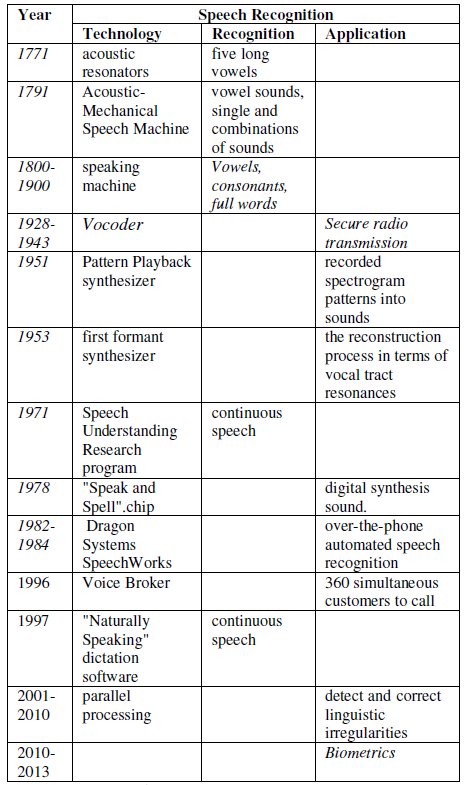 Year Speech Recognition
Technology Recognition Application
1771 acoustic five long
resonators vowels
1791 Acoustic- vowel sounds,
Mechanical single and
Speech Machine combinations
of sounds
1800- speaking Vowels,
1900 machine consonants,
full words
1928- Vocoder Secure radio
1943 transmission
1951 Pattern Playback recorded
synthesizer spectrogram
patterns into
sounds
1953 first formant the reconstruction
synthesizer process in terms of
vocal tract
resonances
1971 Speech continuous
Understanding speech
Research
program
1978 "Speak and digital synthesis
Spell".chip sound.
1982- Dragon over-the-phone
1984 Systems automated speech
SpeechWorks recognition
1996 Voice Broker 360 simultaneous
customers to call
1997 "Naturally continuous
Speaking" speech
dictation
software
2001- parallel detect and correct
2010 processing linguistic
irregularities
2010- Biometrics
2013